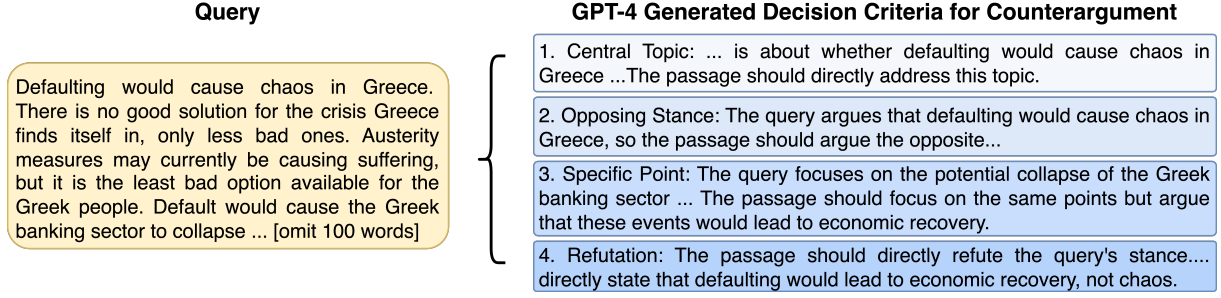 Query
Defaulting would cause chaos in Greece.
There is no good solution for the crisis Greece
finds itself in, only less bad ones. Austerity
measures may currently be causing suffering,
but it is the least bad option available for the
Greek people. Default would cause the Greek
banking sector to collapse ... [omit 100 words]
GPT-4 Generated Decision Criteria for Counterargument
1. Central Topic: ... is about whether defaulting would cause chaos in
Greece ...The passage should directly address this topic.
2. Opposing Stance: The query argues that defaulting would cause chaos in
Greece, so the passage should argue the opposite...
3. Specific Point: The query focuses on the potential collapse of the Greek
banking sector ... The passage should focus on the same points but argue
that these events would lead to economic recovery.
4. Refutation: The passage should directly refute the query's stance....
directly state that defaulting would lead to economic recovery, not chaos.